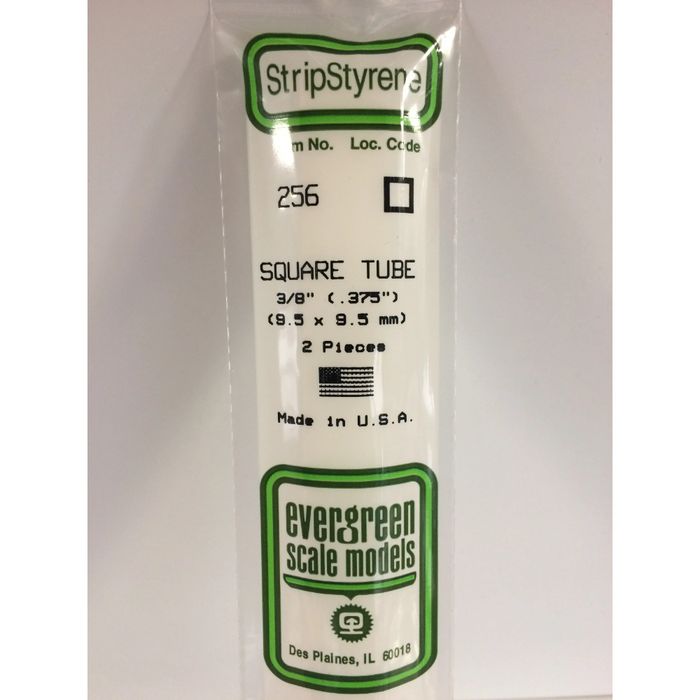 StripStyrene
m No. Loc. Code
256
SQUARE TUBE
3/8" (.375")
(9.5 x 9.5 mm)
2 Pieces
Made in U.S.A.
evergreen
scale models
Des Plaines, IL 60018